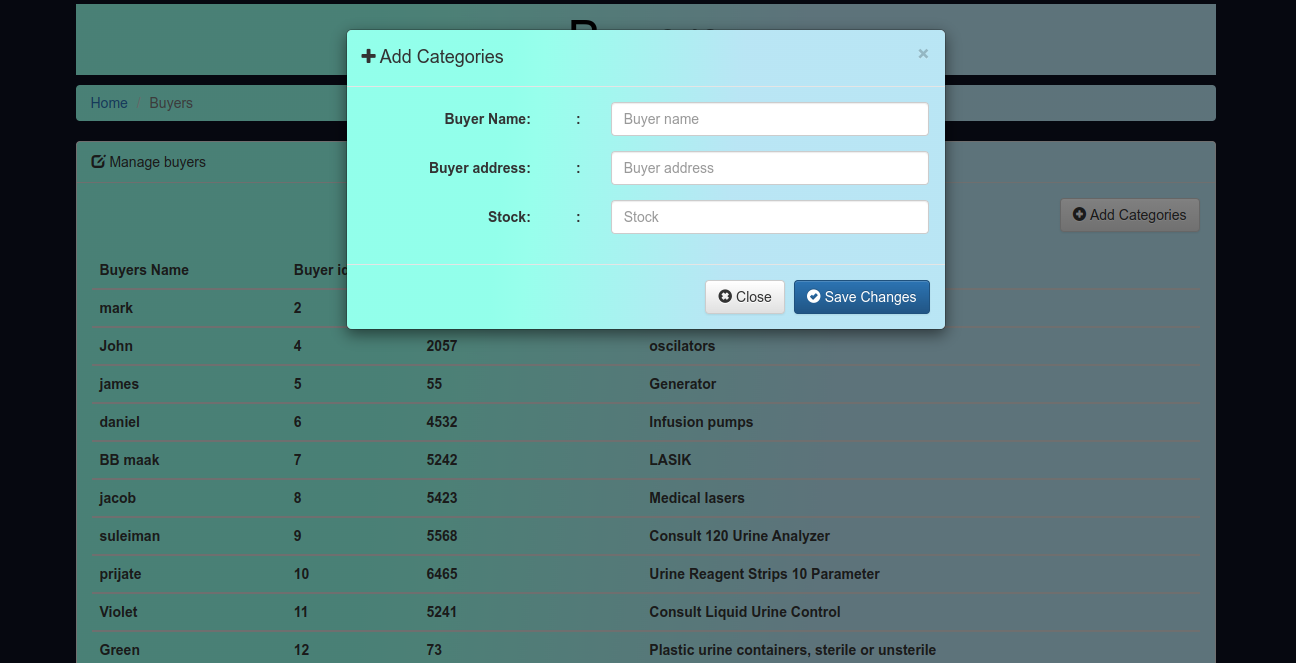 Add Categories ×
Home / Buyers
Buyer Name: : Buyer name
Manage buyers
Buyer address: : Buyer address
Stock: : Stock
Add Categories
Buyers Name Buyer
Close Save Changes
mark 2
John 4 2057 oscilators
james 5 55 Generator
daniel 6 4532 Infusion pumps
BB maak 7 5242 LASIK
jacob 8 5423 Medical lasers
suleiman 9 5568 Consult 120 Urine Analyzer
prijate 10 6465 Urine Reagent Strips 10 Parameter
Violet 11 5241 Consult Liquid Urine Control
Green 12 73 Plastic urine containers, sterile or unsterile